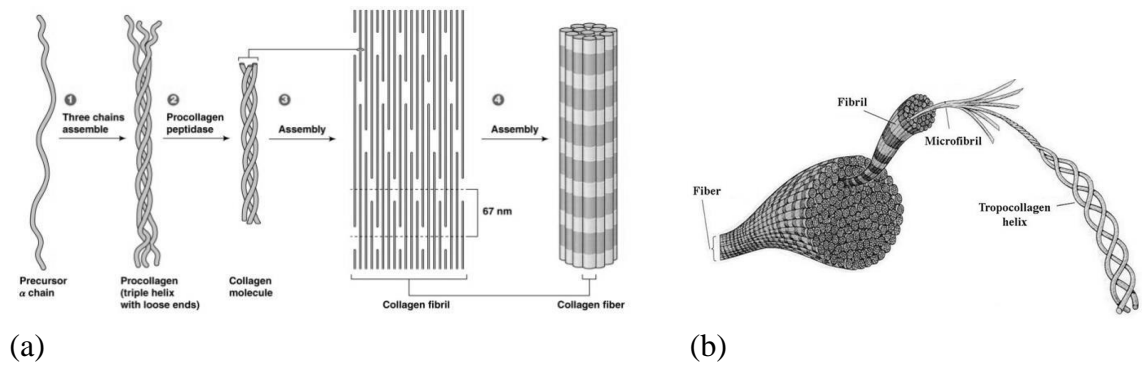 1
Three chains
assemble
2
Procollagen
peptidase
3
Assembly
4
Assembly
67 nm
Precursor
α chain
Procollagen
(triple helix
with loose ends)
Collagen
molecule
Collagen fibril
Collagen fiber
(a)
Fibril
Microfibril
Fiber
Tropocollagen
helix
(b)